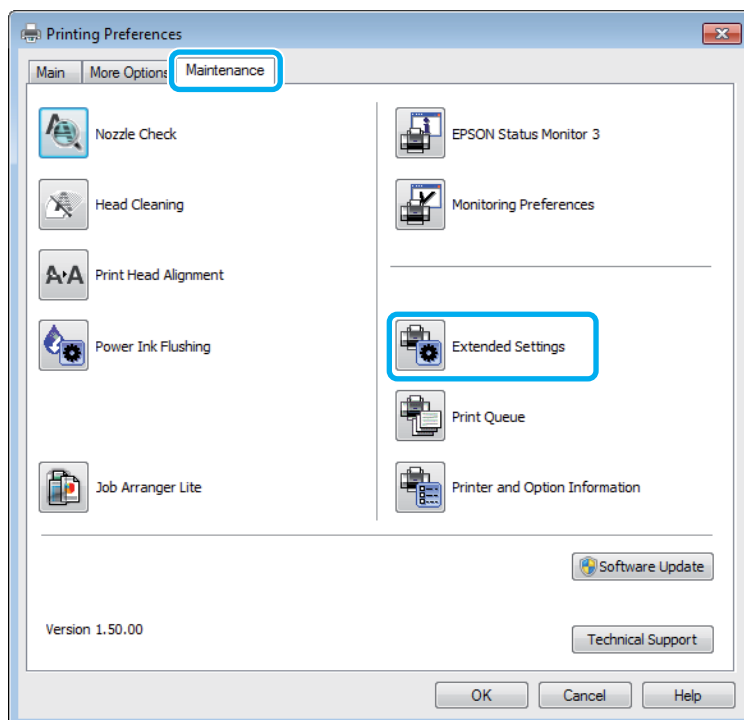 Printing Preferences
Main
More Options
Maintenance
Nozzle Check
EPSON Status Monitor 3
Head Cleaning
Monitoring Preferences
A A Print Head Alignment
Power Ink Flushing
Extended Settings
Print Queue
Job Arranger Lite
Printer and Option Information
Software Update
Version 1.50.00
Technical Support
OK
Cancel
Help